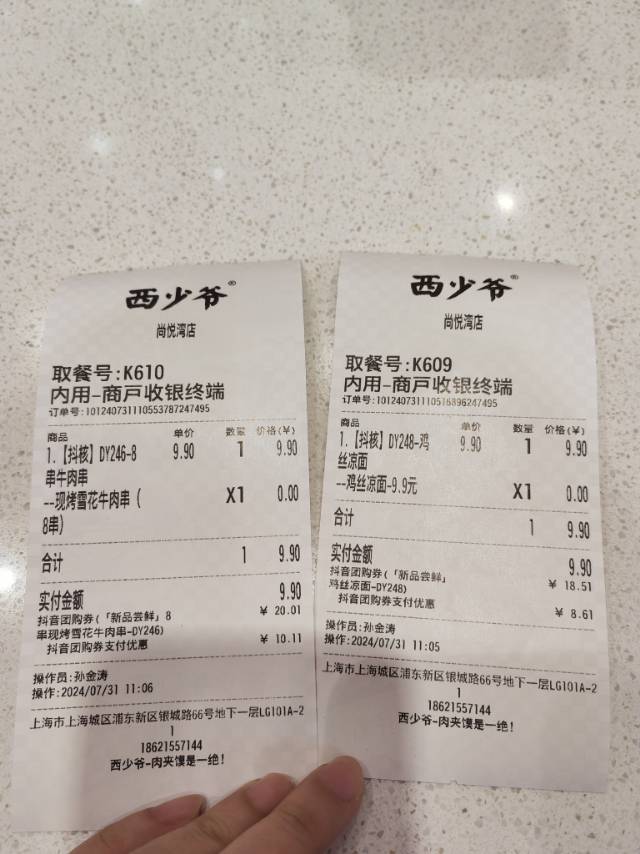 西少爷®
尚悦湾店
取餐号:K610
内用-商戸收银终端
订单号:101240731110553787247495
商品 单价 数量 价格(¥)
1.【抖核】DY246-8 9.90 1 9.90
串牛肉串
--现烤雪花牛肉串( X1 0.00
8串)
合计 1 9.90
实付金额 9.90
抖音团购券(「新品尝鲜」8 ¥ 20.01
串现烤雪花牛肉串-DY246)
抖音团购券支付优惠 ¥ 10.11
操作员:孙金涛
操作:2024/07/31 11:06
上海市上海城区浦东新区银城路66号地下一层LG101A-2
1
18621557144
西少爷-肉夹馍是一绝!
西少爷®
尚悦湾店
取餐号:K609
内用-商戸收银终端
订单号:101240731110516896247495
商品 单价 数量 价格(¥)
1.【抖核】DY248-鸡 9.90 1 9.90
丝凉面
--鸡丝凉面-9.9元 X1 0.00
合计 1 9.90
实付金额 9.90
抖音团购券(「新品尝鲜」 ¥ 18.51
鸡丝凉面-DY248)
抖音团购券支付优惠 ¥ 8.61
操作员:孙金涛
操作:2024/07/31 11:05
上海市上海城区浦东新区银城路66号地下一层LG101A-2
1
18621557144
西少爷-肉夹馍是一绝!